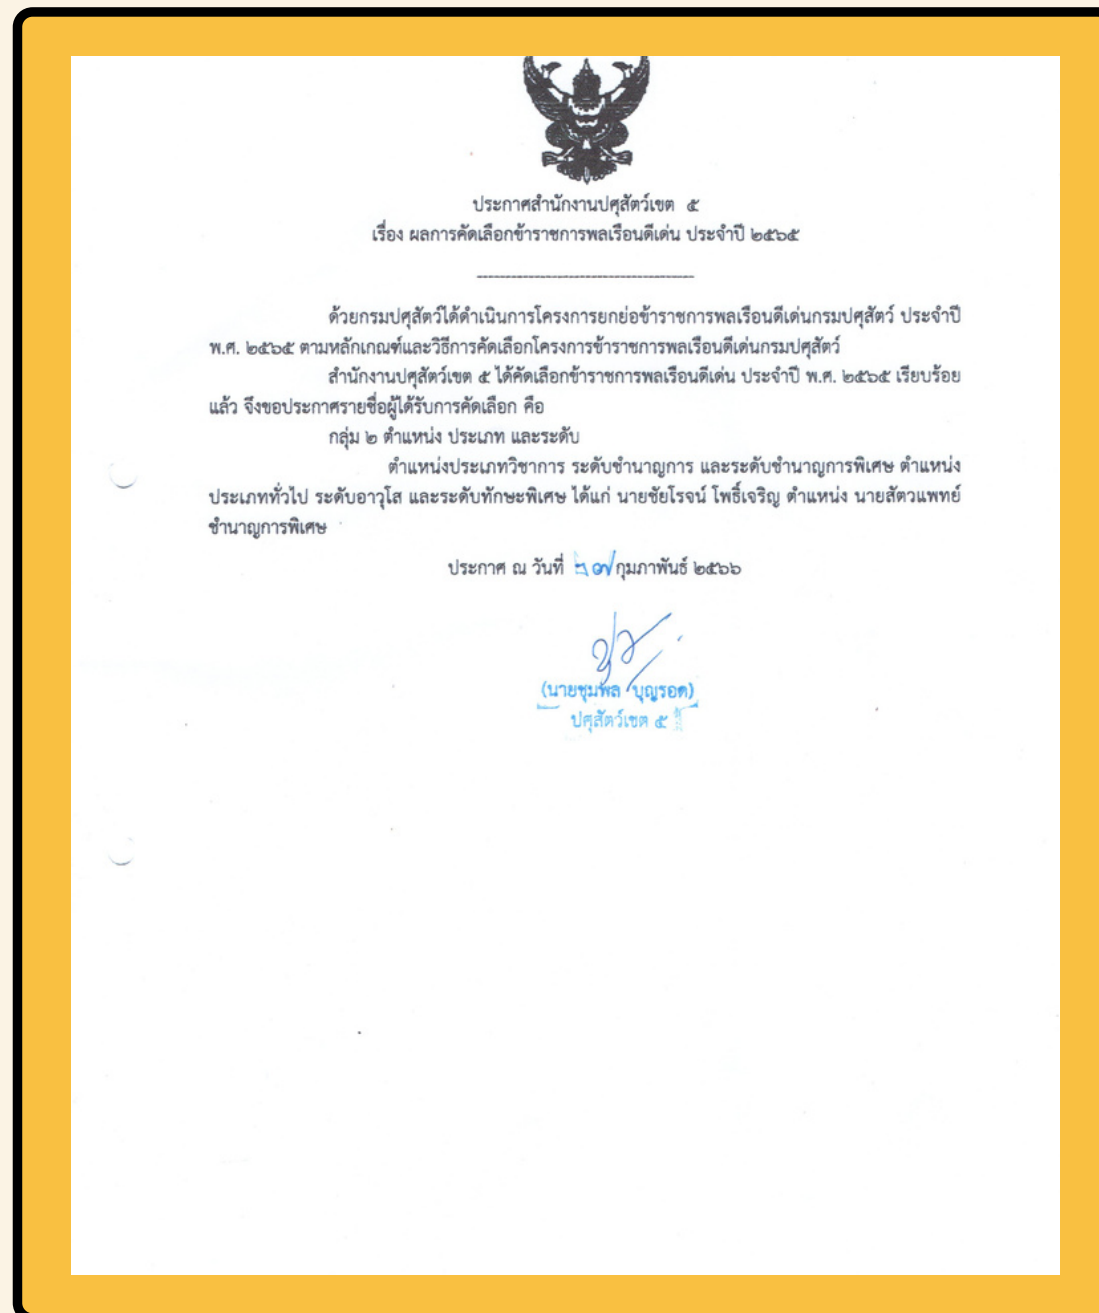 ประกาศสำนักงานปศุสัตว์เขต ๕
เรื่อง ผลการคัดเลือกข้าราชการพลเรือนดีเด่น ประจำปี ๒๕๖๕
ด้วยกรมปศุสัตว์ได้ดำเนินการโครงการยกย่อข้าราชการพลเรือนดีเด่นกรมปศุสัตว์ ประจำปี
พ.ศ. ๒๕๖๕ ตามหลักเกณฑ์และวิธีการคัดเลือกโครงการข้าราชการพลเรือนดีเด่นกรมปศุสัตว์
สำนักงานปศุสัตว์เขต ๕ ได้คัดเลือกข้าราชการพลเรือนดีเด่น ประจำปี พ.ศ. ๒๕๖๕ เรียบร้อย
แล้ว จึงขอประกาศรายชื่อผู้ได้รับการคัดเลือก คือ
กลุ่ม ๒ ตำแหน่ง ประเภท และระดับ
ตำแหน่งประเภทวิชาการ ระดับชำนาญการ และระดับชำนาญการพิเศษ ตำแหน่ง
ประเภททั่วไป ระดับอาวุโส และระดับทักษะพิเศษ ได้แก่ นายชัยโรจน์ โพธิ์เจริญ ตำแหน่ง นายสัตวแพทย์
ชำนาญการพิเศษ
ประกาศ ณ วันที่ ๒๗ กุมภาพันธ์ ๒๕๖๖
(นายชุมพล บุญรอด)
ปศุสัตว์เขต ๕